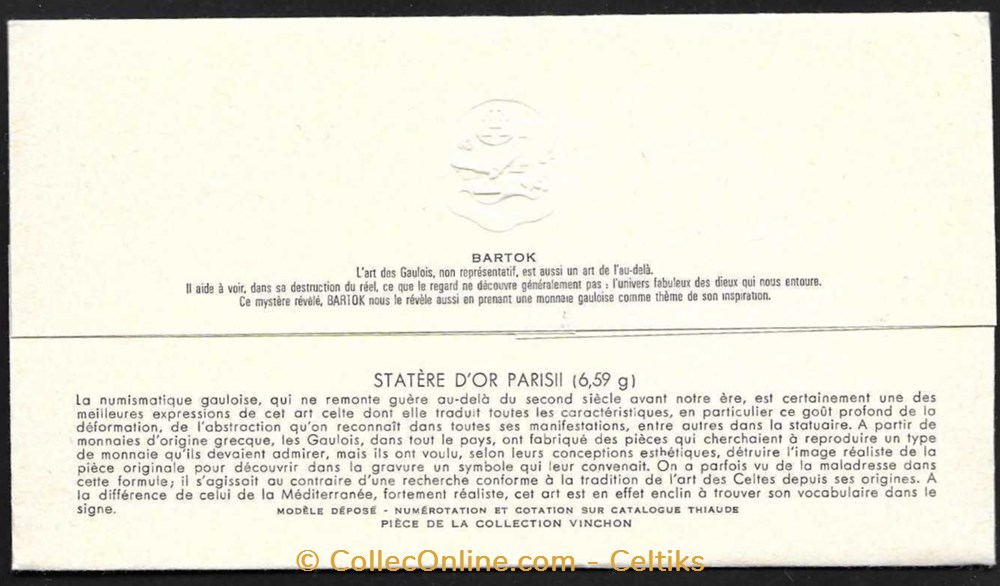 BARTOK
L'art des Gaulois, non représentatif, est aussi un art de l'au-delà.
Il aide à voir, dans sa destruction du réel, ce que le regard ne découvre généralement pas : l'univers fabuleux des dieux qui nous entoure.
Ce mystère révélé, BARTOK nous le révèle aussi en prenant une monnaie gauloise comme thème de son inspiration.
STATÈRE D'OR PARISII (6,59 g)
La numismatique gauloise, qui ne remonte guère au-delà du second siècle avant notre ère, est certainement une des
meilleures expressions de cet art celte dont elle traduit toutes les caractéristiques, en particulier ce goût profond de la
déformation, de l'abstraction qu'on reconnaît dans toutes ses manifestations, entre autres dans la statuaire. A partir de
monnaies d'origine grecque, les Gaulois, dans tout le pays, ont fabriqué des pièces qui cherchaient à reproduire un type
de monnaie qu'ils devaient admirer, mais ils ont voulu, selon leurs conceptions esthétiques, détruire l'image réaliste de la
pièce originale pour découvrir dans la gravure un symbole qui leur convenait. On a parfois vu de la maladresse dans
cette formule; il s'agissait au contraire d'une recherche conforme à la tradition de l'art des Celtes depuis ses origines. A
la différence de celui de la Méditerranée, fortement réaliste, cet art est en effet enclin à trouver son vocabulaire dans le
signe.
MODÈLE DÉPOSÉ - NUMÉROTATION ET COTATION SUR CATALOGUE THIAUDE
PIÈCE DE LA COLLECTION VINCHON
© CollecOnline.com - Celtiks